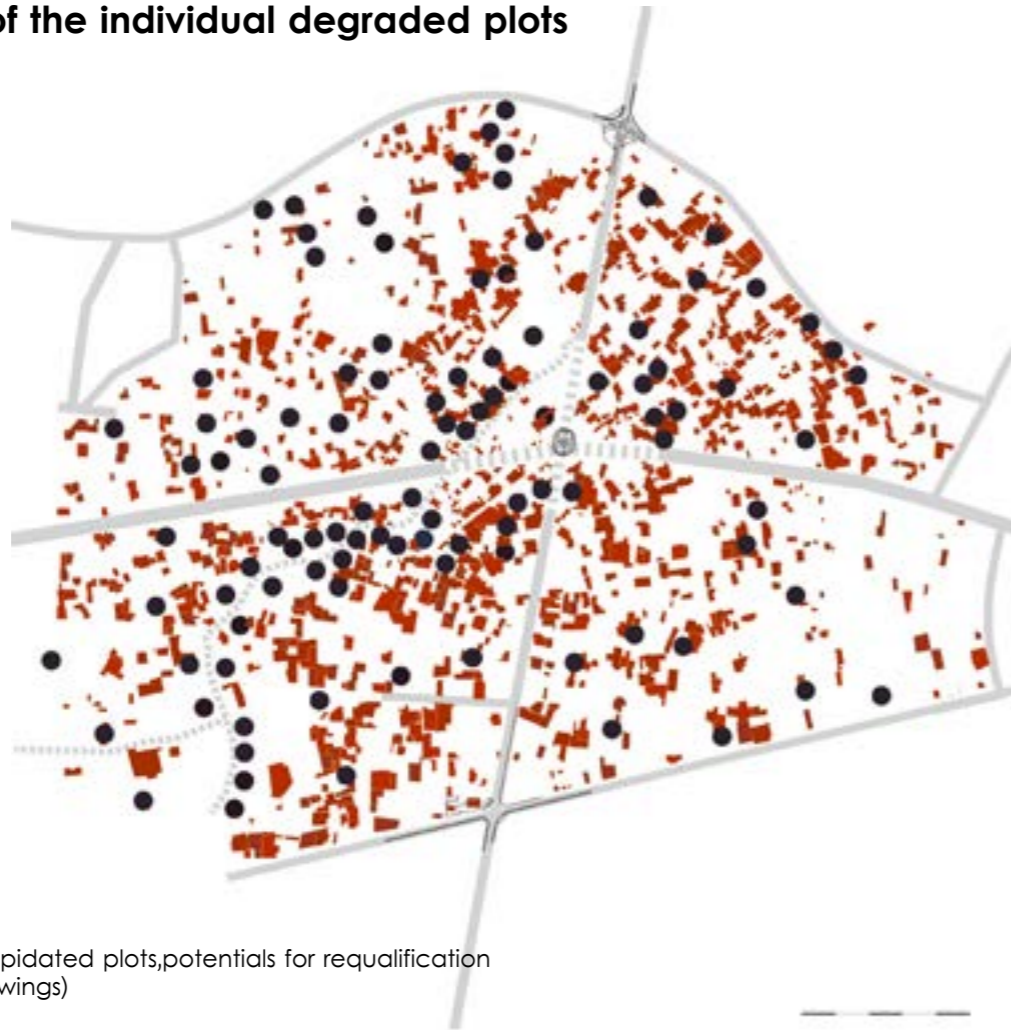 of the individual degraded plots
pidated plots,potentials for requalification
wings)